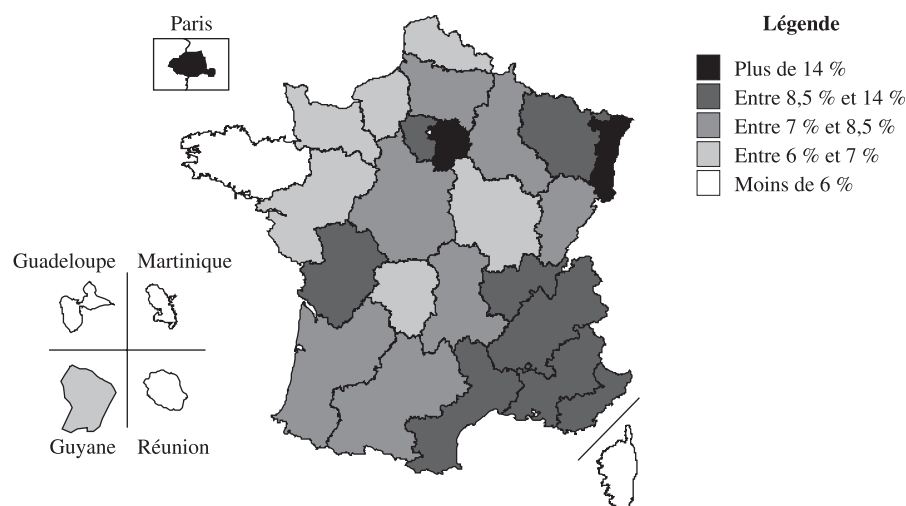 Paris
Légende
Plus de 14 %
Entre 8,5 % et 14 %
Entre 7 % et 8,5 %
Entre 6 % et 7 %
Moins de 6 %
Guadeloupe
Martinique
Guyane
Réunion